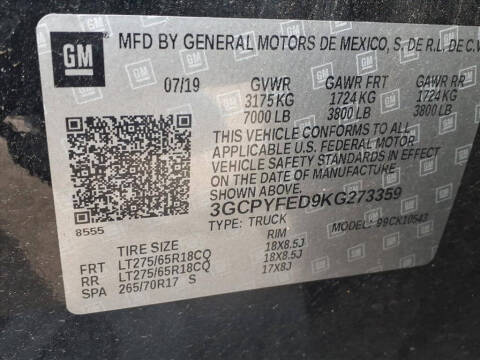 GM
MFD BY GENERAL MOTORS DE MEXICO, S. DE R.L. DE C.V
07/19 GVWR GAWR FRT GAWR RR
3175 KG 1724 KG 1724 KG
7000 LB 3800 LB 3800 LB
THIS VEHICLE CONFORMS TO ALL
APPLICABLE U.S. FEDERAL MOTOR
VEHICLE SAFETY STANDARDS IN
EFFECT ON THE DATE OF MANUFACTURE
SHOWN ABOVE.
3GCPYFED9KG273359
8555 TYPE: TRUCK MODEL: 99CK10543
TIRE SIZE RIM
FRT LT275/65R18CQ 18X8.5J
RR. LT275/65R18CQ 18X8.5J
SPA 265/70R17 S 17X8J